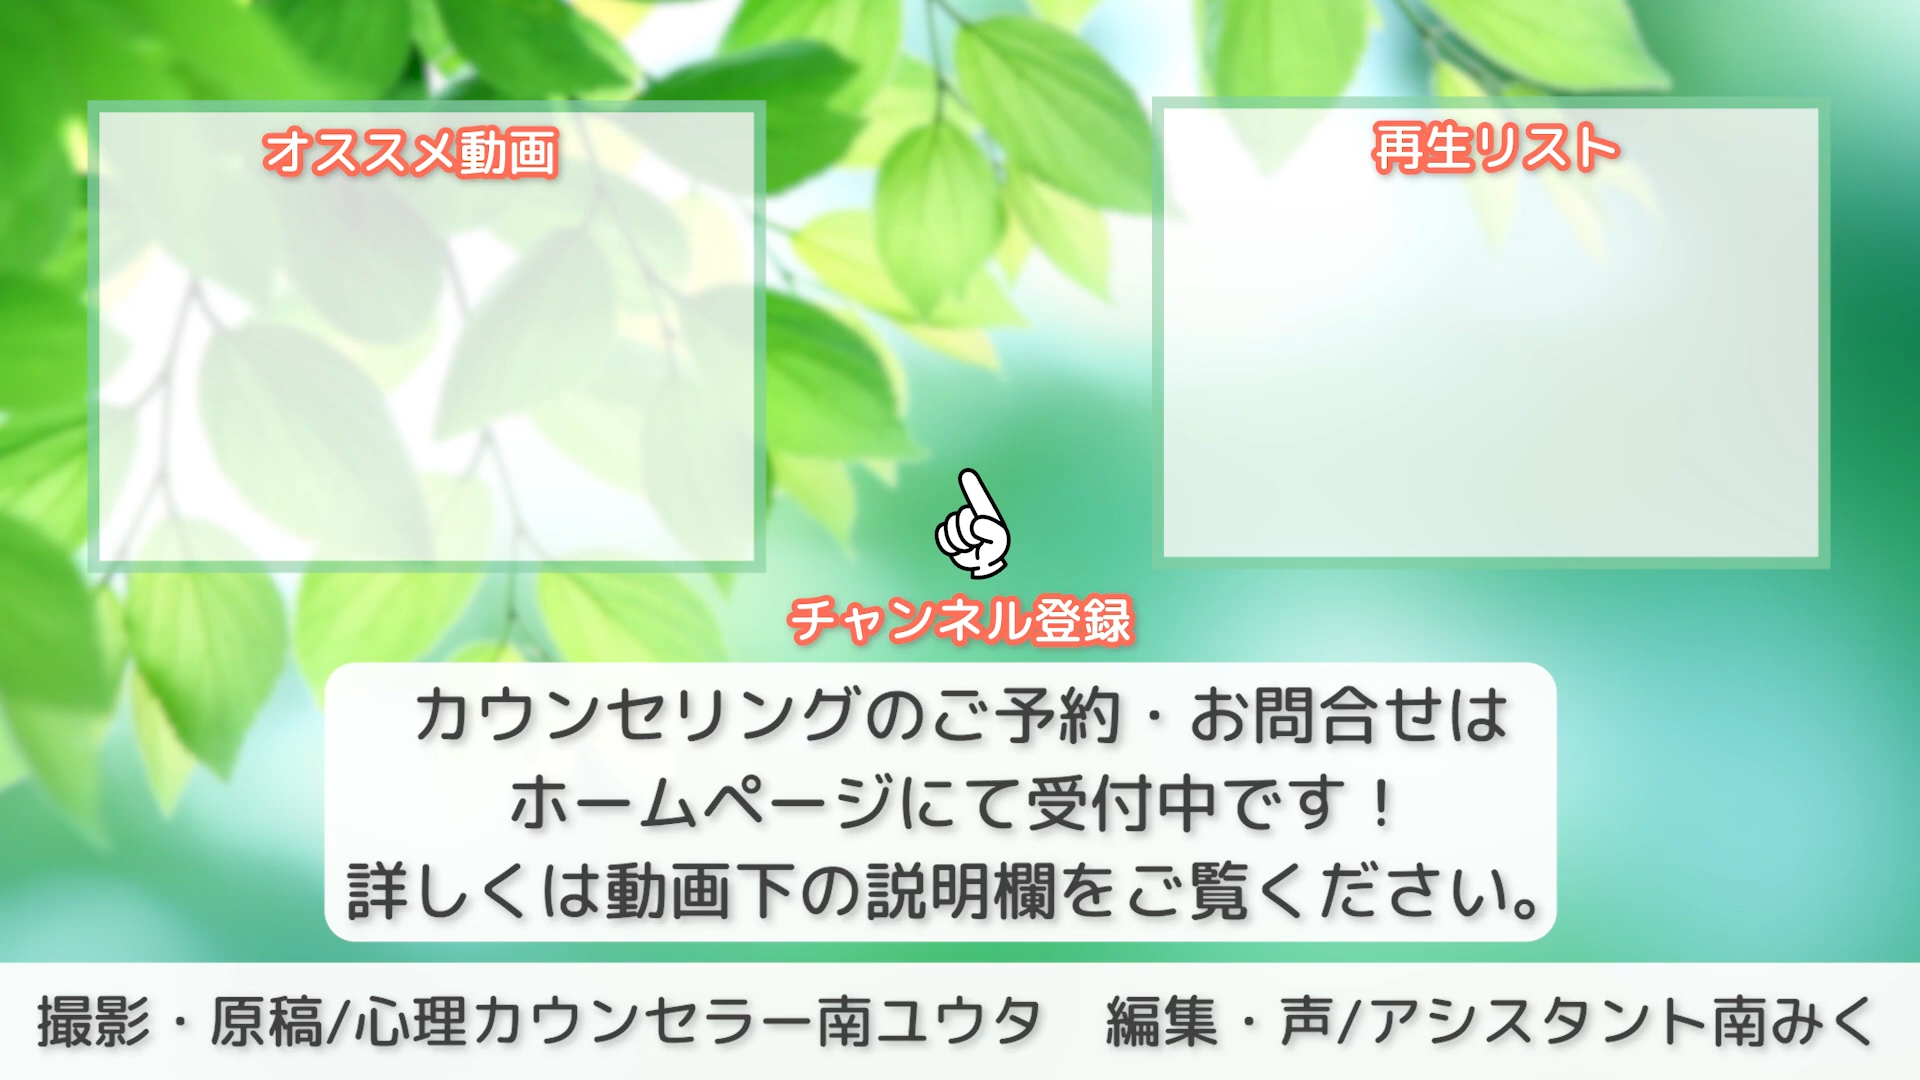 オススメ動画
再生リスト
チャンネル登録
カウンセリングのご予約・お問合せは
ホームページにて受付中です！
詳しくは動画下の説明欄をご覧ください。
撮影・原稿/心理カウンセラー南ユウタ　編集・声/アシスタント南みく